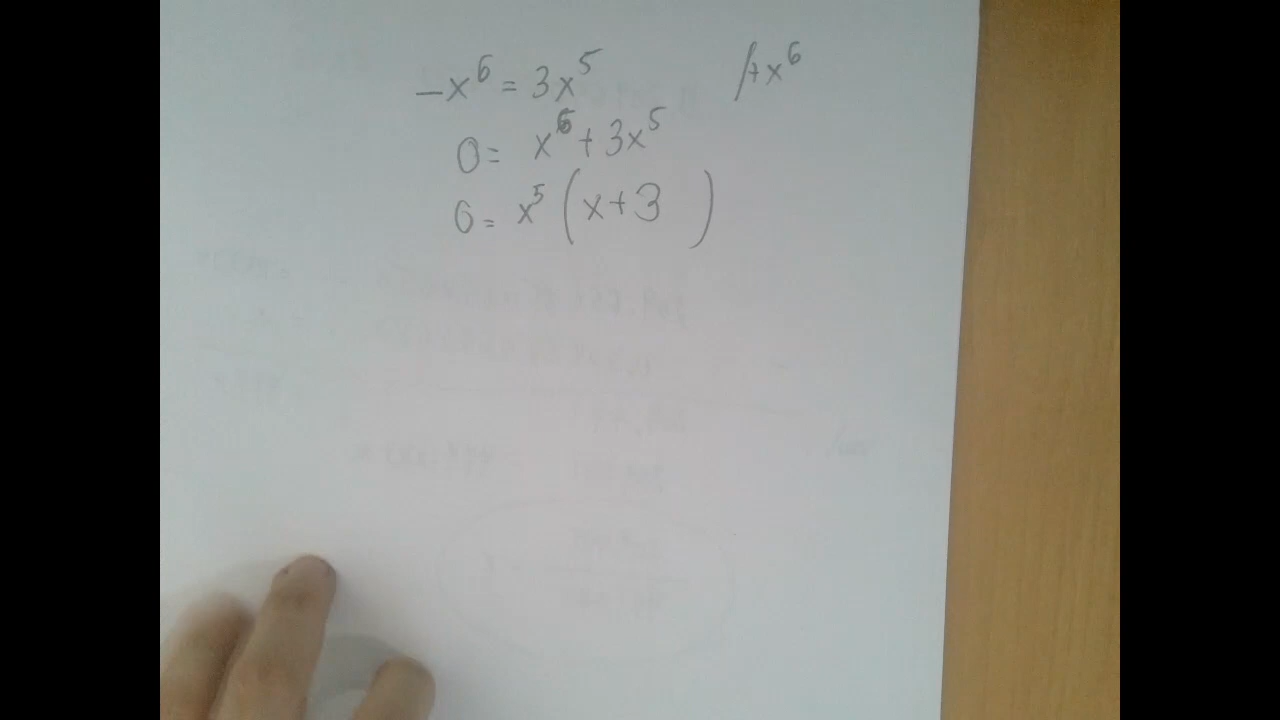 -x⁶ = 3x⁵ /+x⁶
0 = x⁶ + 3x⁵
0 = x⁵ (x+3 )